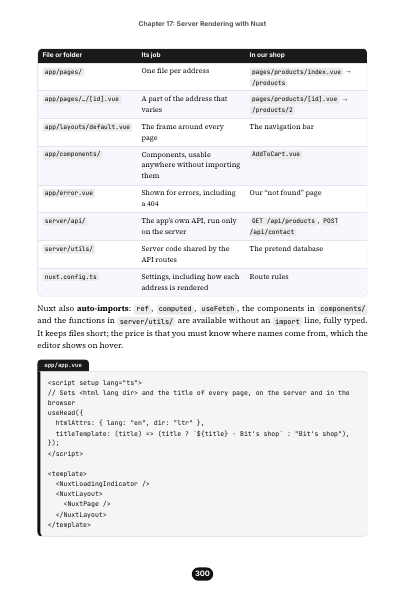 Chapter 17: Server Rendering with Nuxt
File or folder Its job In our shop
app/pages/ One file per address pages/products/index.vue →
/products
app/pages/…/[id].vue A part of the address that pages/products/[id].vue →
varies /products/2
app/layouts/default.vue The frame around every The navigation bar
page
app/components/ Components, usable AddToCart.vue
anywhere without importing
them
app/error.vue Shown for errors, including Our “not found” page
a 404
server/api/ The app’s own API, run only GET /api/products, POST
on the server /api/contact
server/utils/ Server code shared by the The pretend database
API routes
nuxt.config.ts Settings, including how each Route rules
address is rendered
Nuxt also auto-imports: ref, computed, useFetch, the components in components/
and the functions in server/utils/ are available without an import line, fully typed.
It keeps files short; the price is that you must know where names come from, which the
editor shows on hover.
app/app.vue
<script setup lang="ts">
// Sets <html lang dir> and the title of every page, on the server and in the
browser
useHead({
htmlAttrs: { lang: "en", dir: "ltr" },
titleTemplate: (title) => (title ? `${title} · Bit's shop` : "Bit's shop"),
});
</script>
<template>
<NuxtLoadingIndicator />
<NuxtLayout>
<NuxtPage />
</NuxtLayout>
</template>
300